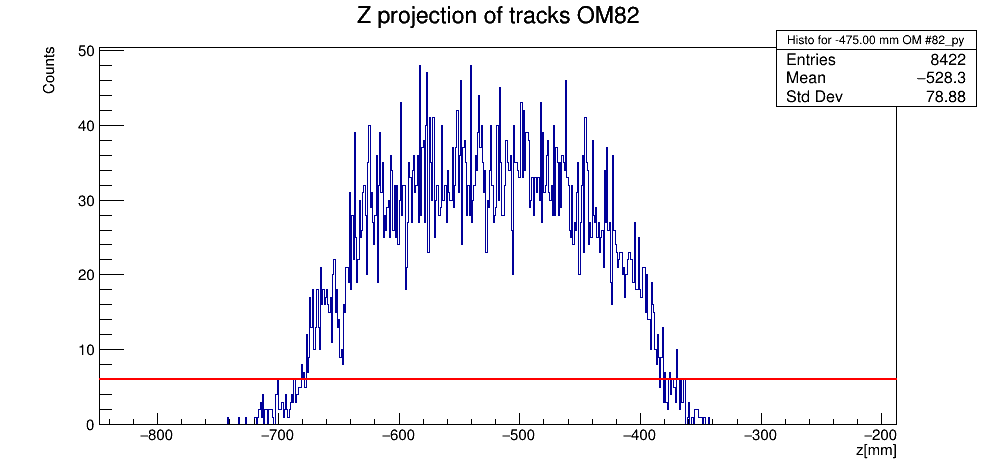 Z projection of tracks OM82
Histo for -475.00 mm OM #82_py
Entries 8422
Mean −528.3
Std Dev 78.88
Counts
50
40
30
20
10
0
−800 −700 −600 −500 −400 −300 −200
z[mm]